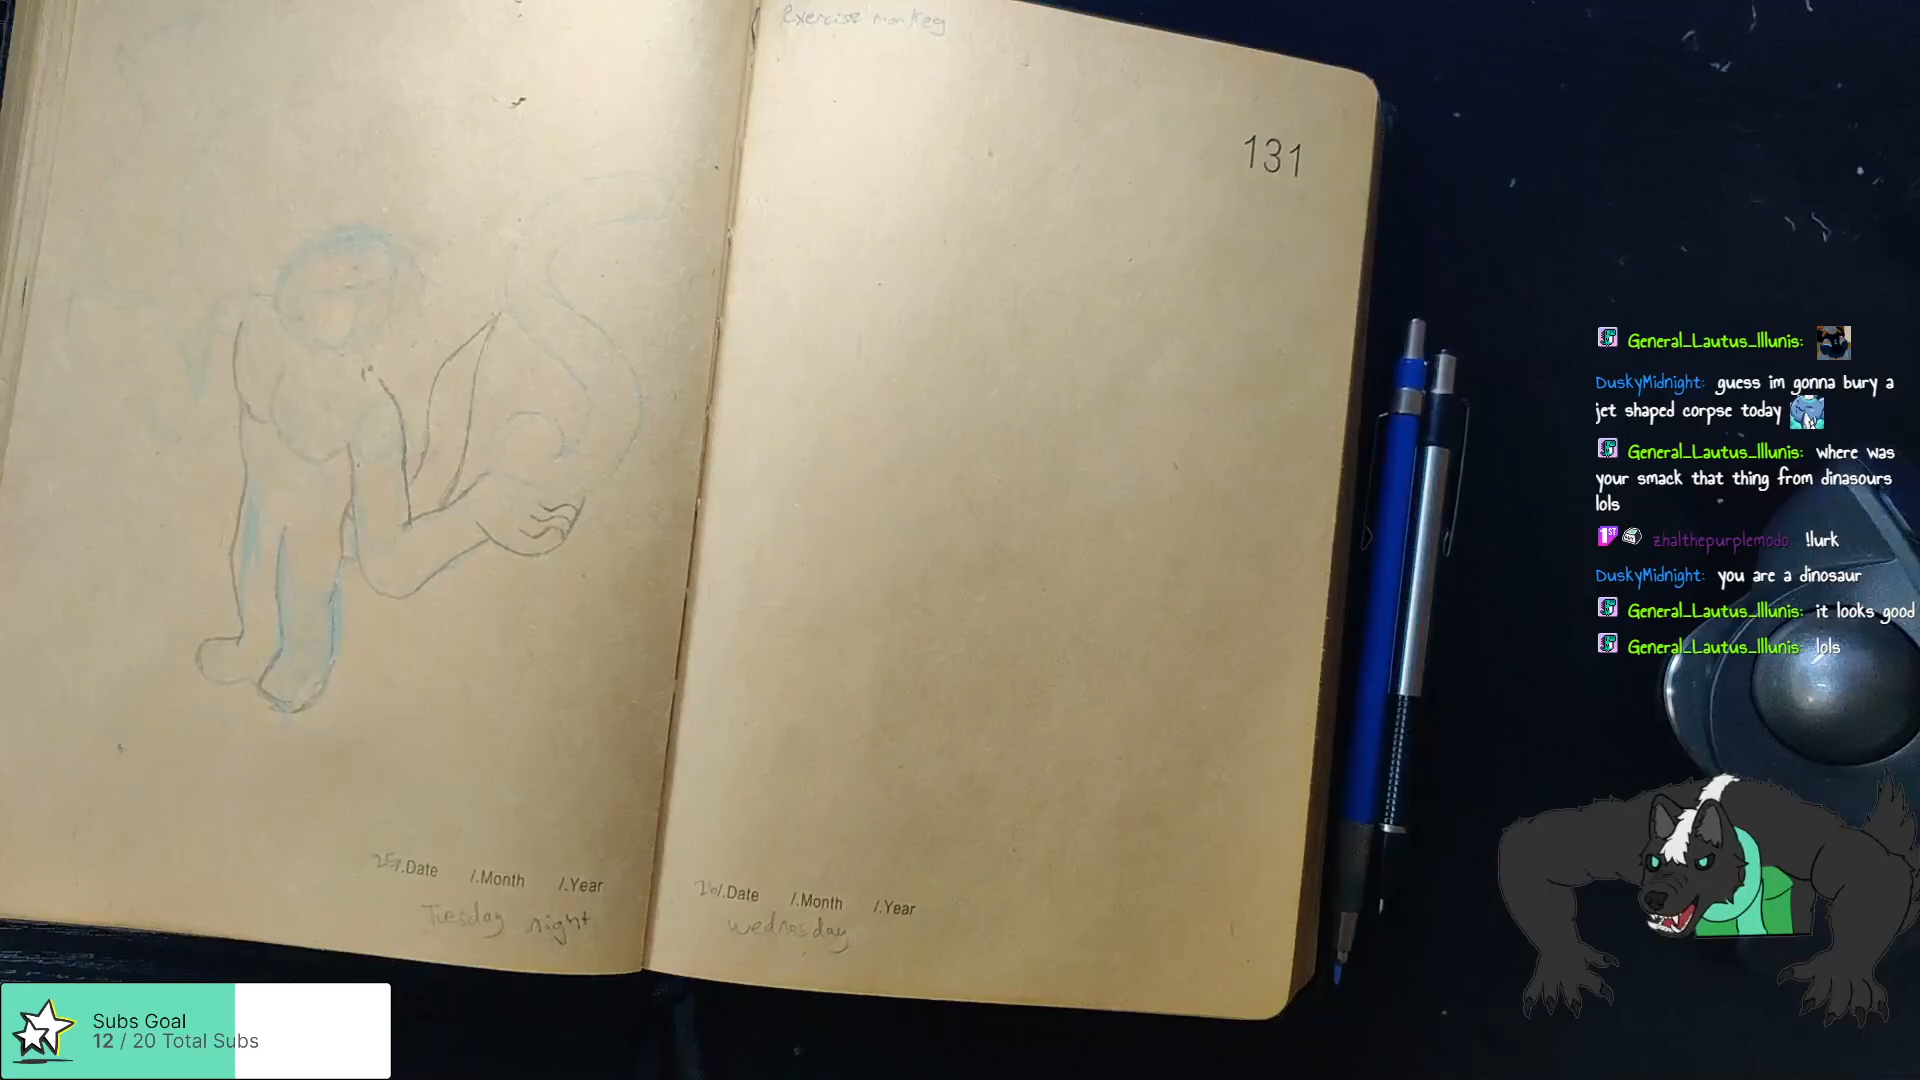 Exercise monkey
131
25/.Date /.Month /.Year
Tuesday night
26/.Date /.Month /.Year
wednesday
General_Lautus_Illunis:
DuskyMidnight: guess im gonna bury a
jet shaped corpse today
General_Lautus_Illunis: where was
your smack that thing from dinasours
lols
1ST zhalthepurplemodo !lurk
DuskyMidnight: you are a dinosaur
General_Lautus_Illunis: it looks good
General_Lautus_Illunis: lols
Subs Goal
12 / 20 Total Subs